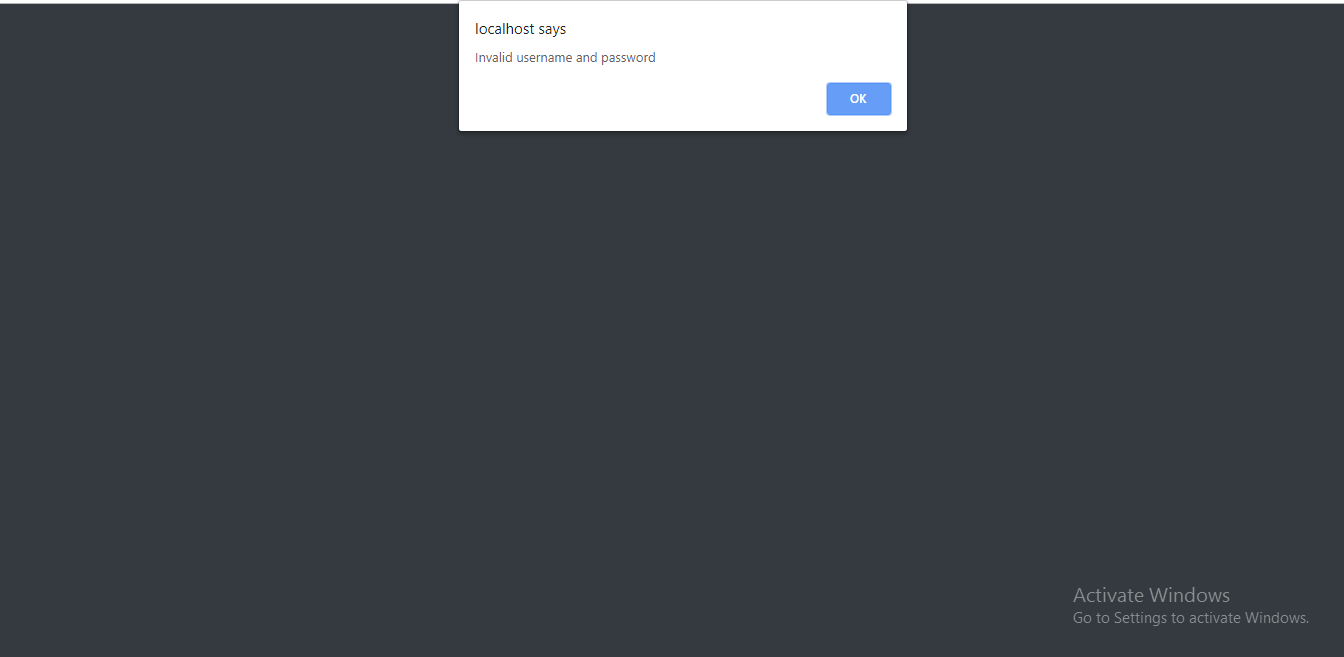 localhost says
Invalid username and password
OK
Activate Windows
Go to Settings to activate Windows.